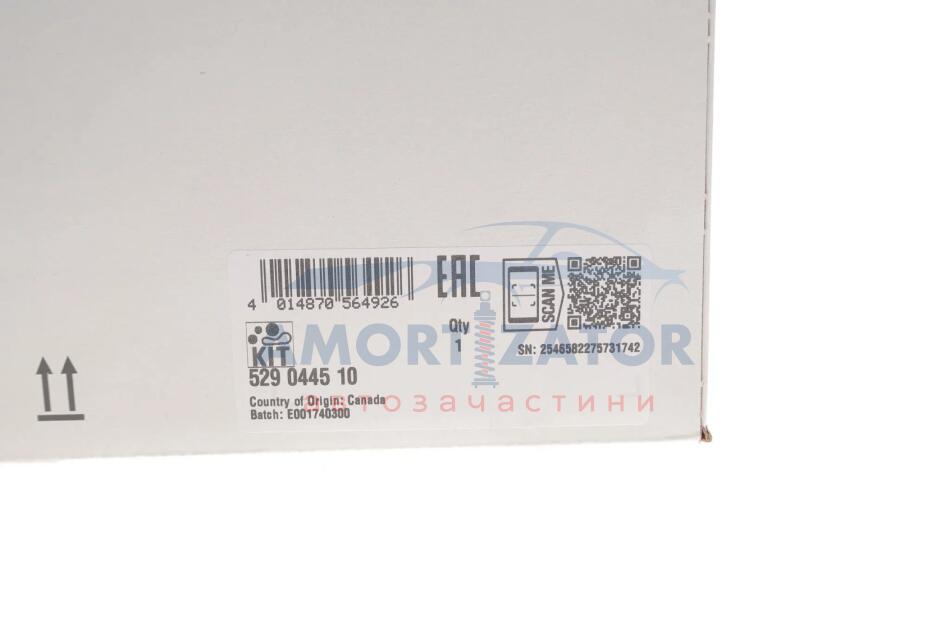 4 014870 564926
EAC
SCAN ME
Qty
1
SN: 2546582275731742
KIT
AMORTIZATOR
529 0445 10
Country of Origin: Canada
автозачастини
Batch: E001740300